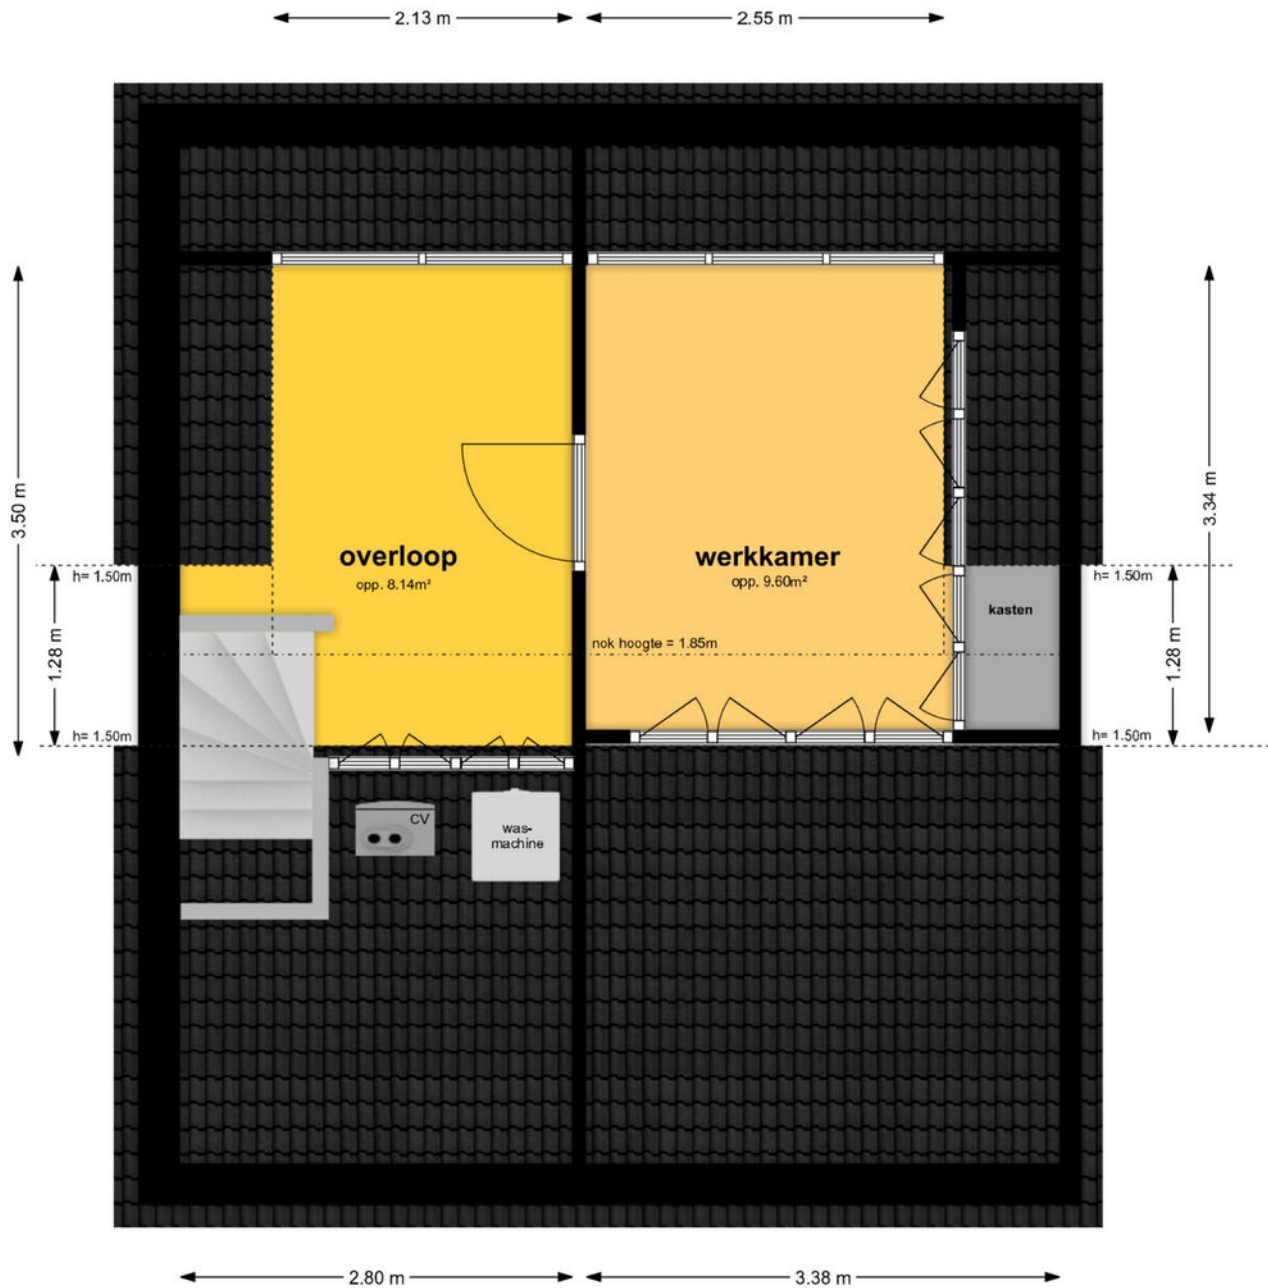 2.13 m
2.55 m
3.50 m
3.34 m
overloop
opp. 8.14m²
werkkamer
opp. 9.60m²
h= 1.50m
h= 1.50m
kasten
nok hoogte = 1.85m
1.28 m
1.28 m
h= 1.50m
h= 1.50m
CV
was-
machine
2.80 m
3.38 m